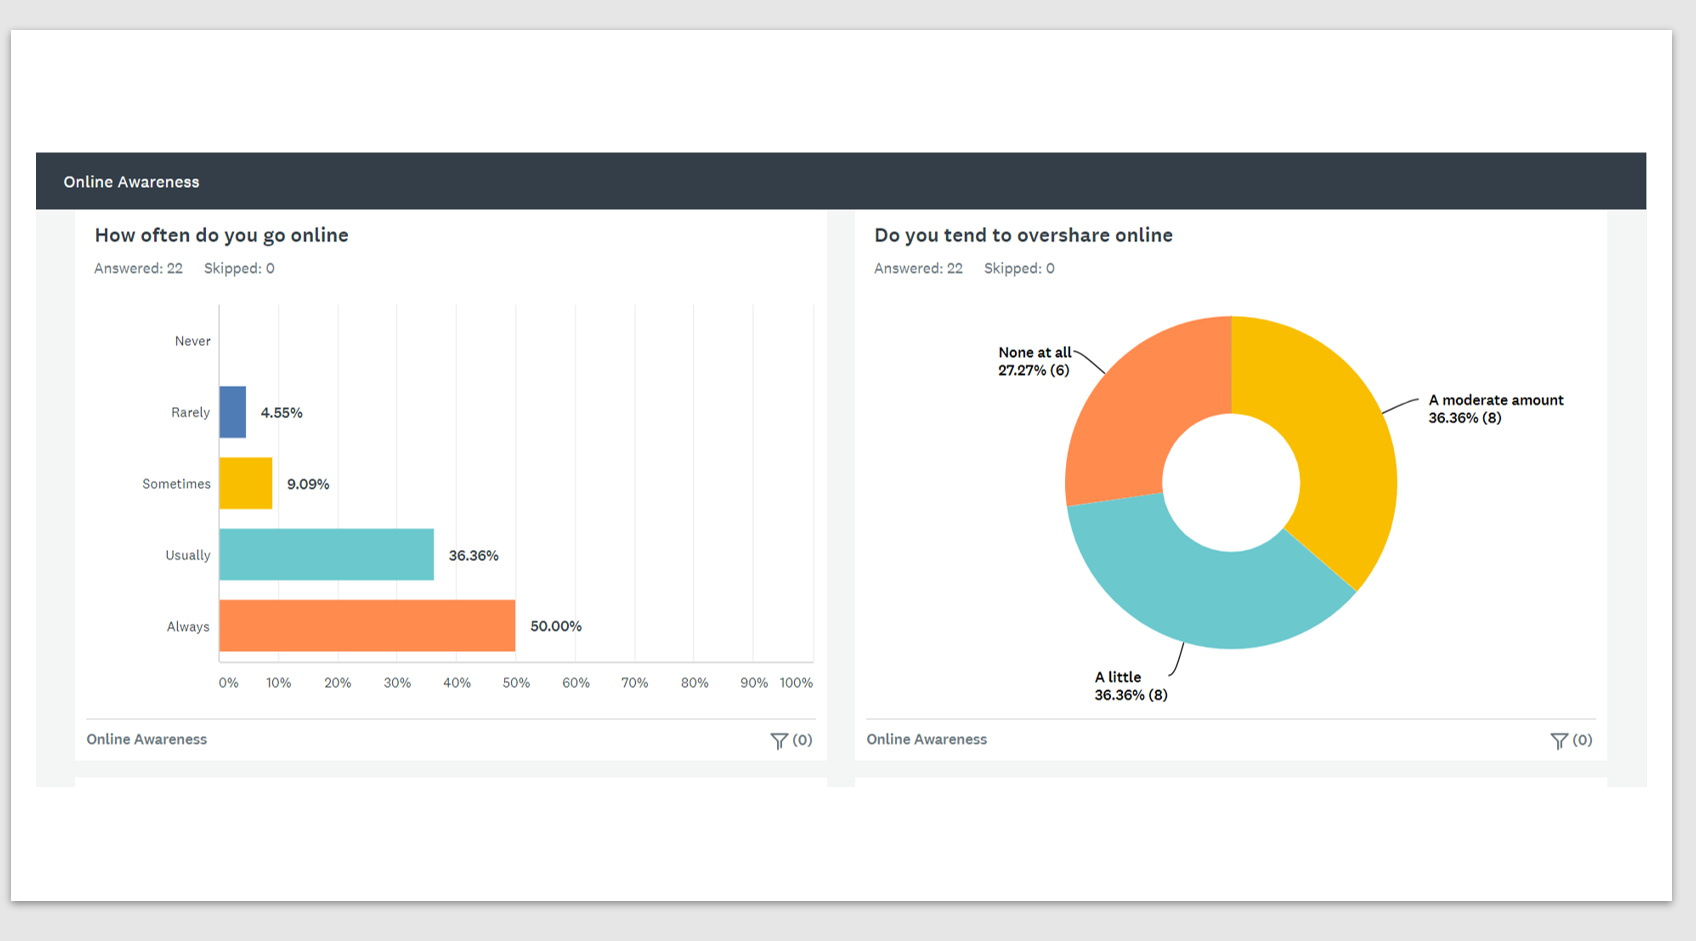 Online Awareness
How often do you go online
Answered: 22 Skipped: 0
Never
Rarely
4.55%
Sometimes
9.09%
Usually
36.36%
Always
50.00%
0% 10% 20% 30% 40% 50% 60% 70% 80% 90% 100%
Online Awareness
(0)
Do you tend to overshare online
Answered: 22 Skipped: 0
None at all
27.27% (6)
A moderate amount
36.36% (8)
A little
36.36% (8)
Online Awareness
(0)